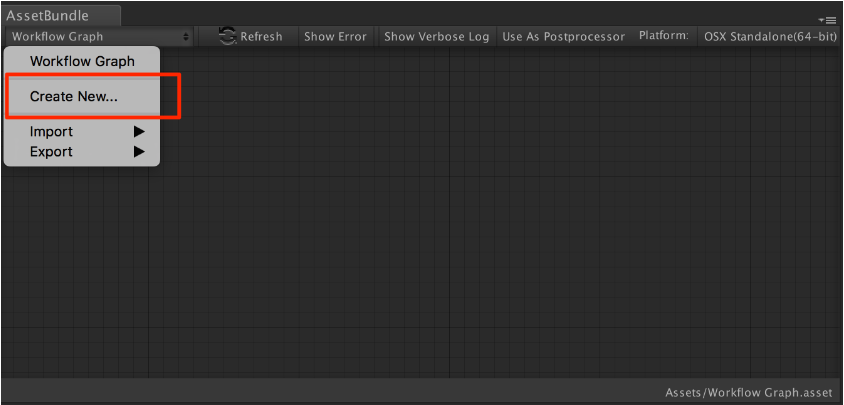 AssetBundle
Workflow Graph Refresh Show Error Show Verbose Log Use As Postprocessor Platform: OSX Standalone(64-bit)
Workflow Graph
Create New...
Import
Export
Assets/Workflow Graph.asset